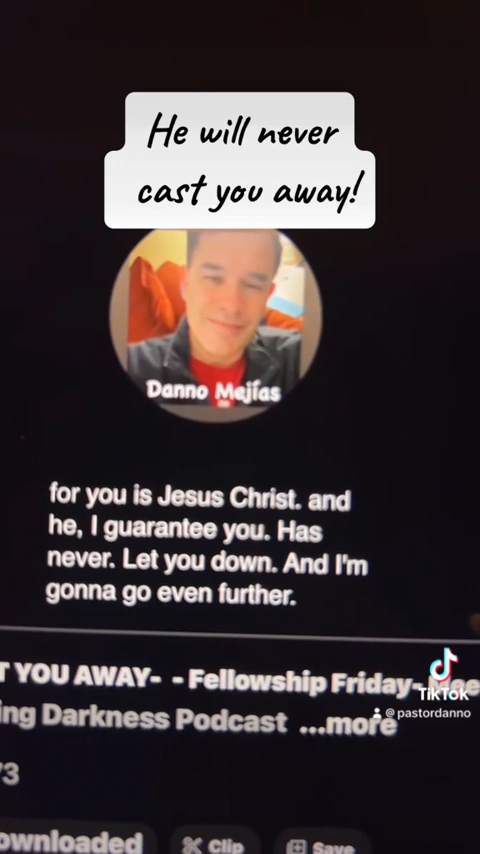 He will never
cast you away!
Danno Mejías
for you is Jesus Christ. and
he, I guarantee you. Has
never. Let you down. And I'm
gonna go even further.
T YOU AWAY- - Fellowship Friday-
ing Darkness Podcast ...more
73
ownloaded
Clip
Save
TikTok
@pastordanno